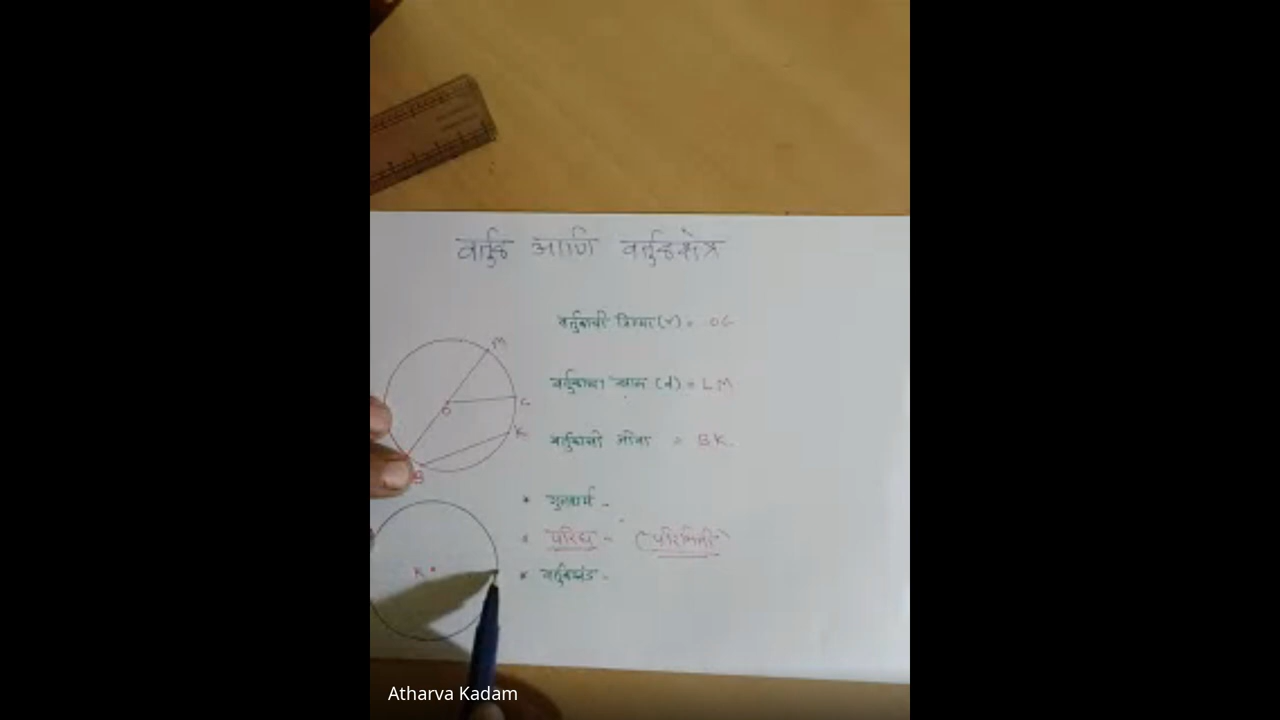 वर्तुळ आणि वर्तुळक्षेत्र
वर्तुळाची त्रिज्या (r) = OC
वर्तुळाचा व्यास (d) = LM
वर्तुळाची जीवा = BK
M
O
C
K
B
* गुणधर्म -
* परिघ - (परिमिती)
K
* वर्तुळखंड -
Atharva Kadam